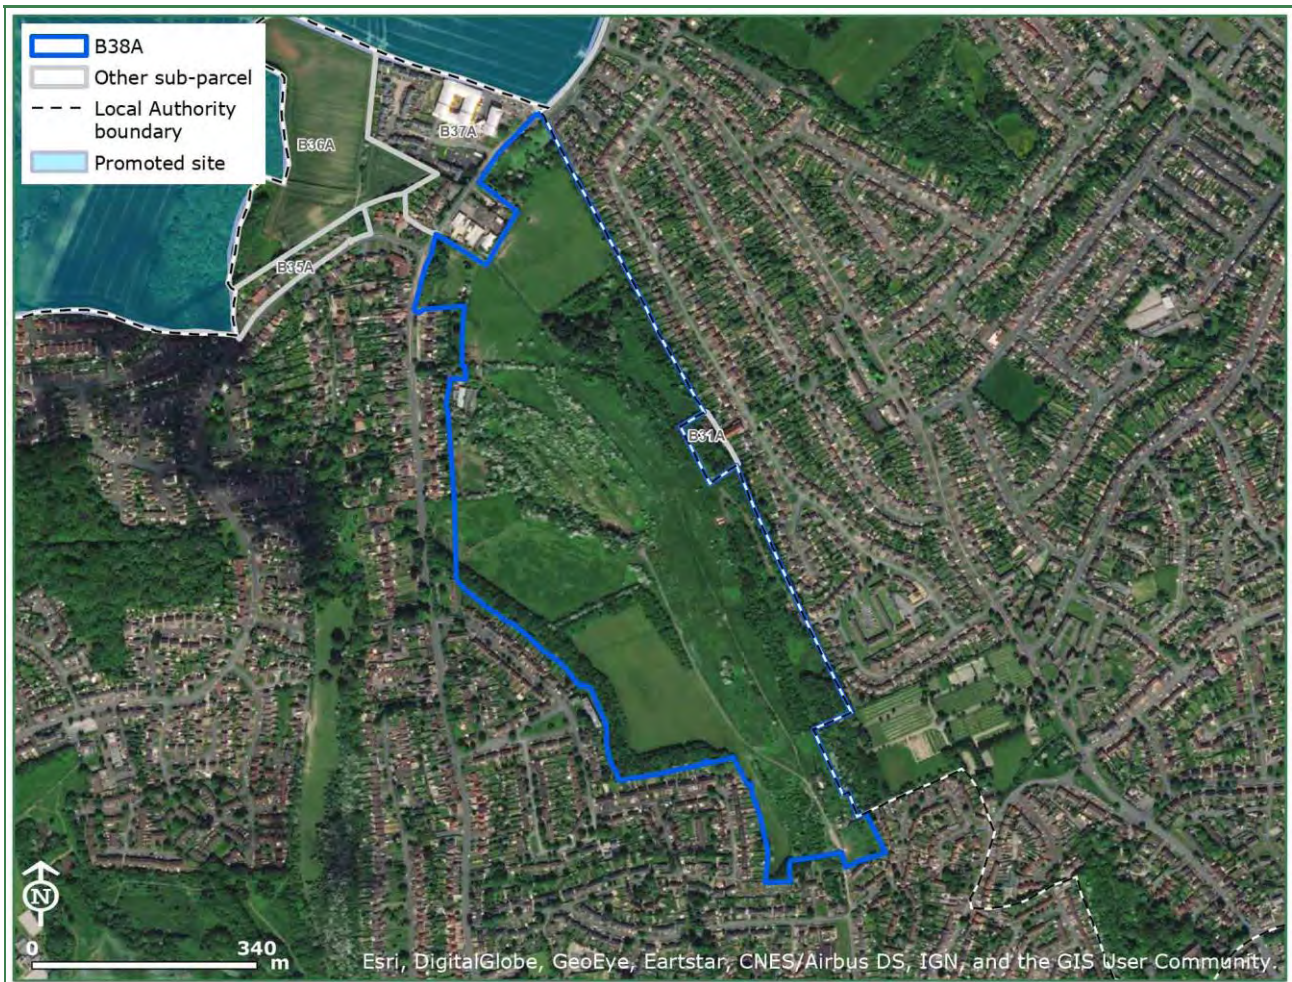 B38A
Other sub-parcel
Local Authority
boundary
Promoted site
B36A
B37A
B35A
B31A
N
0 340
m
Esri, DigitalGlobe, GeoEye, Eartstar, CNES/Airbus DS, IGN, and the GIS User Community.